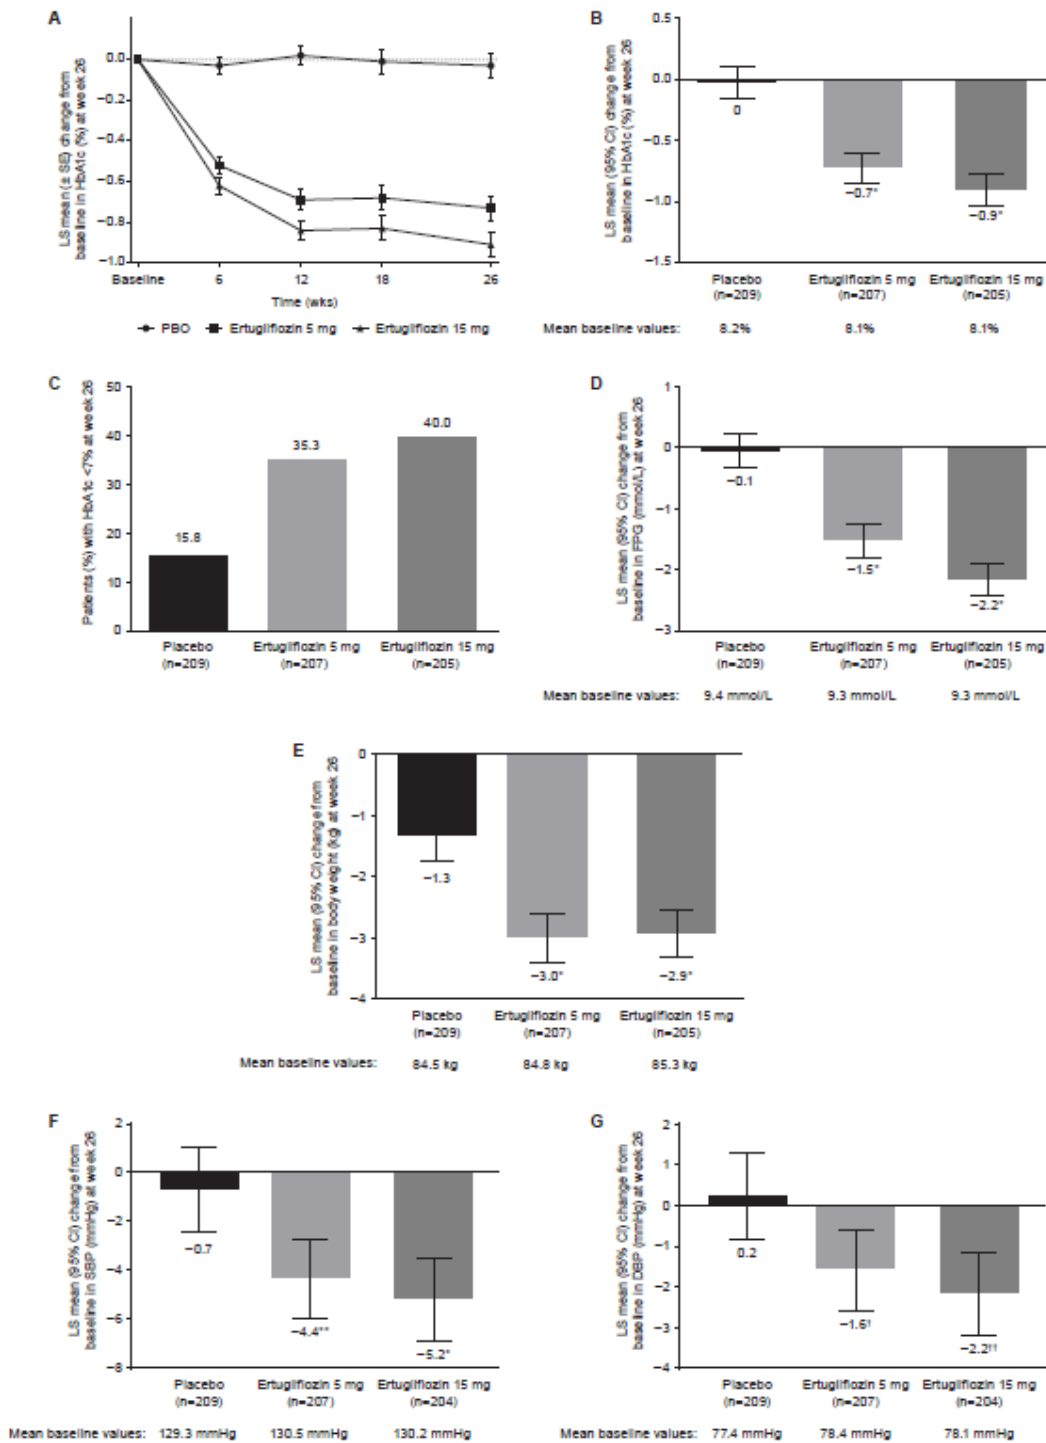 A
LS mean (± SE) change from
baseline in HbA1c (%) at week 26
0.0
−0.2
−0.4
−0.6
−0.8
−1.0
Baseline 6 12 18 26
Time (wks)
PBO Ertugliflozin 5 mg Ertugliflozin 15 mg
B
LS mean (95% CI) change from
baseline in HbA1c (%) at week 26
0.5
0.0
−0.5
−1.0
−1.5
0
−0.7*
−0.9*
Placebo Ertugliflozin 5 mg Ertugliflozin 15 mg
(n=209) (n=207) (n=205)
Mean baseline values: 8.2% 8.1% 8.1%
C
Patients (%) with HbA1c <7% at week 26
50
40
30
20
10
0
15.8
35.3
40.0
Placebo Ertugliflozin 5 mg Ertugliflozin 15 mg
(n=209) (n=207) (n=205)
D
LS mean (95% CI) change from
baseline in FPG (mmol/L) at week 26
1
0
−1
−2
−3
−0.1
−1.5*
−2.2*
Placebo Ertugliflozin 5 mg Ertugliflozin 15 mg
(n=209) (n=207) (n=205)
Mean baseline values: 9.4 mmol/L 9.3 mmol/L 9.3 mmol/L
E
LS mean (95% CI) change from
baseline in body weight (kg) at week 26
0
−1
−2
−3
−4
−1.3
−3.0*
−2.9*
Placebo Ertugliflozin 5 mg Ertugliflozin 15 mg
(n=209) (n=207) (n=205)
Mean baseline values: 84.5 kg 84.8 kg 85.3 kg
F
LS mean (95% CI) change from
baseline in SBP (mmHg) at week 26
2
0
−2
−4
−6
−8
−0.7
−4.4**
−5.2*
Placebo Ertugliflozin 5 mg Ertugliflozin 15 mg
(n=209) (n=207) (n=204)
Mean baseline values: 129.3 mmHg 130.5 mmHg 130.2 mmHg
G
LS mean (95% CI) change from
baseline in DBP (mmHg) at week 26
2
1
0
−1
−2
−3
−4
0.2
−1.6†
−2.2††
Placebo Ertugliflozin 5 mg Ertugliflozin 15 mg
(n=209) (n=207) (n=204)
Mean baseline values: 77.4 mmHg 78.4 mmHg 78.1 mmHg